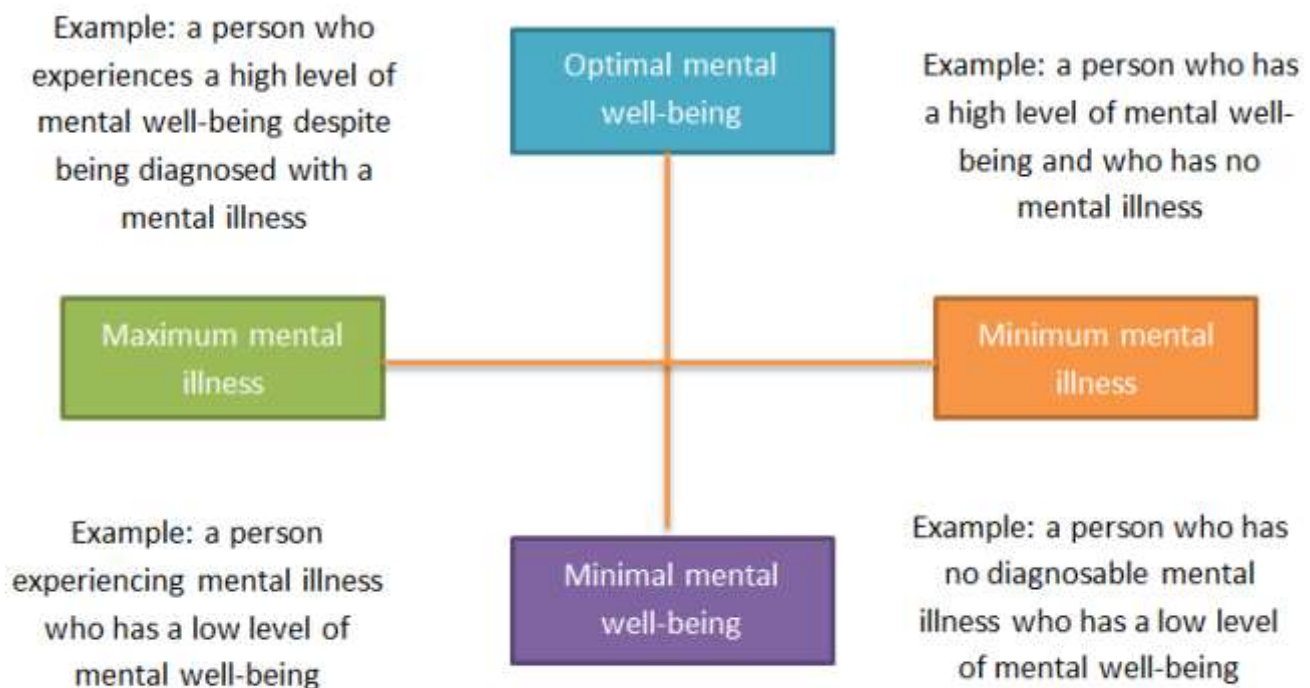 Example: a person who
experiences a high level of
mental well-being despite
being diagnosed with a
mental illness
Optimal mental
well-being
Example: a person who has
a high level of mental well-
being and who has no
mental illness
Maximum mental
illness
Minimum mental
illness
Example: a person
experiencing mental illness
who has a low level of
mental well-being
Minimal mental
well-being
Example: a person who has
no diagnosable mental
illness who has a low level
of mental well-being